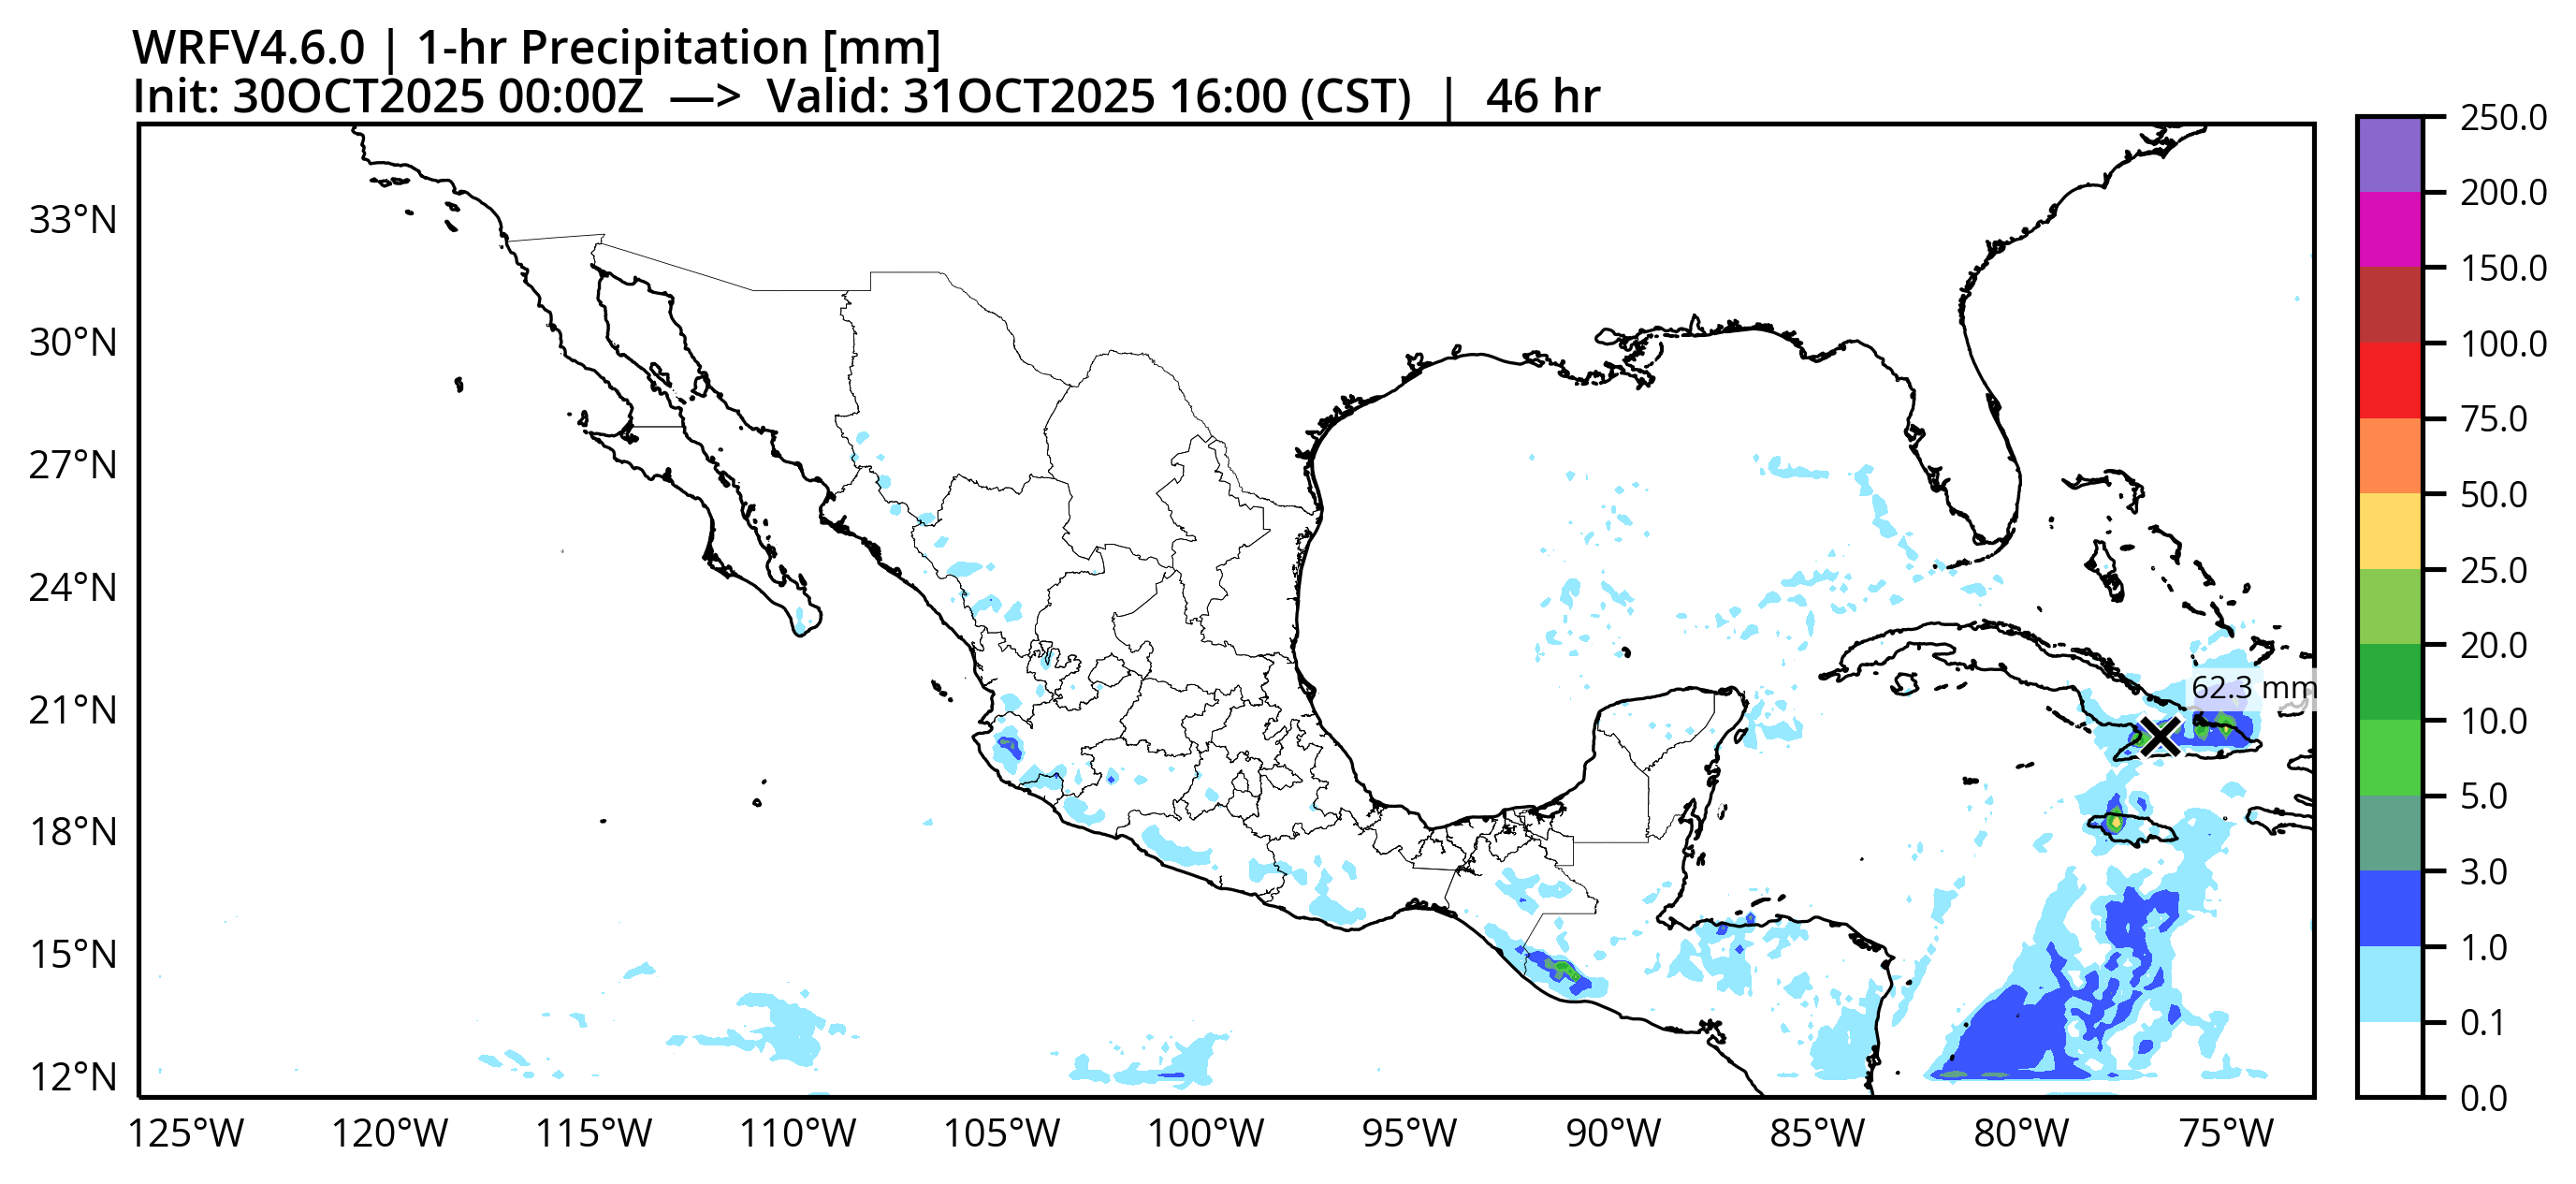 WRFV4.6.0 | 1-hr Precipitation [mm]
Init: 30OCT2025 00:00Z —> Valid: 31OCT2025 16:00 (CST) | 46 hr
250.0
200.0
150.0
100.0
75.0
50.0
25.0
20.0
10.0
5.0
3.0
1.0
0.1
0.0
33°N
30°N
27°N
24°N
21°N
18°N
15°N
12°N
62.3 mm
125°W 120°W 115°W 110°W 105°W 100°W 95°W 90°W 85°W 80°W 75°W